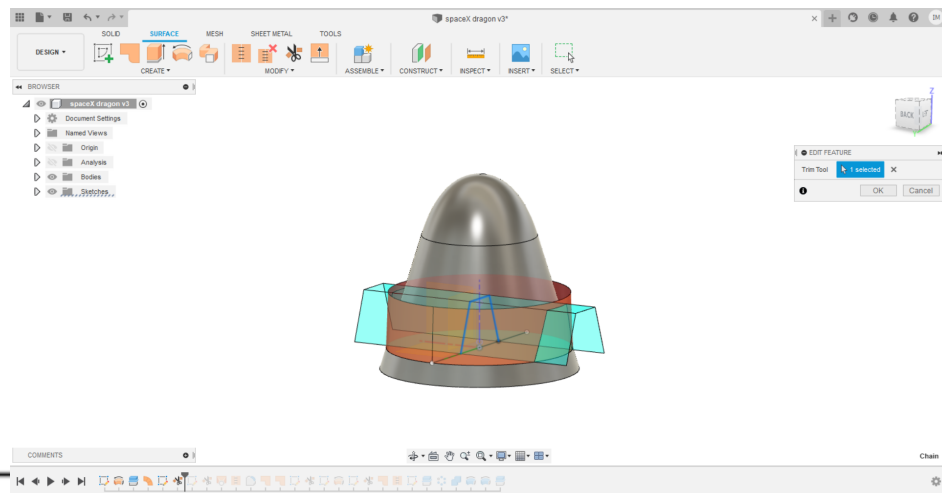 spaceX dragon v3*
SOLID SURFACE MESH SHEET METAL TOOLS
DESIGN
CREATE MODIFY ASSEMBLE CONSTRUCT INSPECT INSERT SELECT
BROWSER
spaceX dragon v3
Document Settings
Named Views
Origin
Analysis
Bodies
Sketches
Z
BACK
EDIT FEATURE
Trim Tool 1 selected
OK Cancel
COMMENTS
Chain